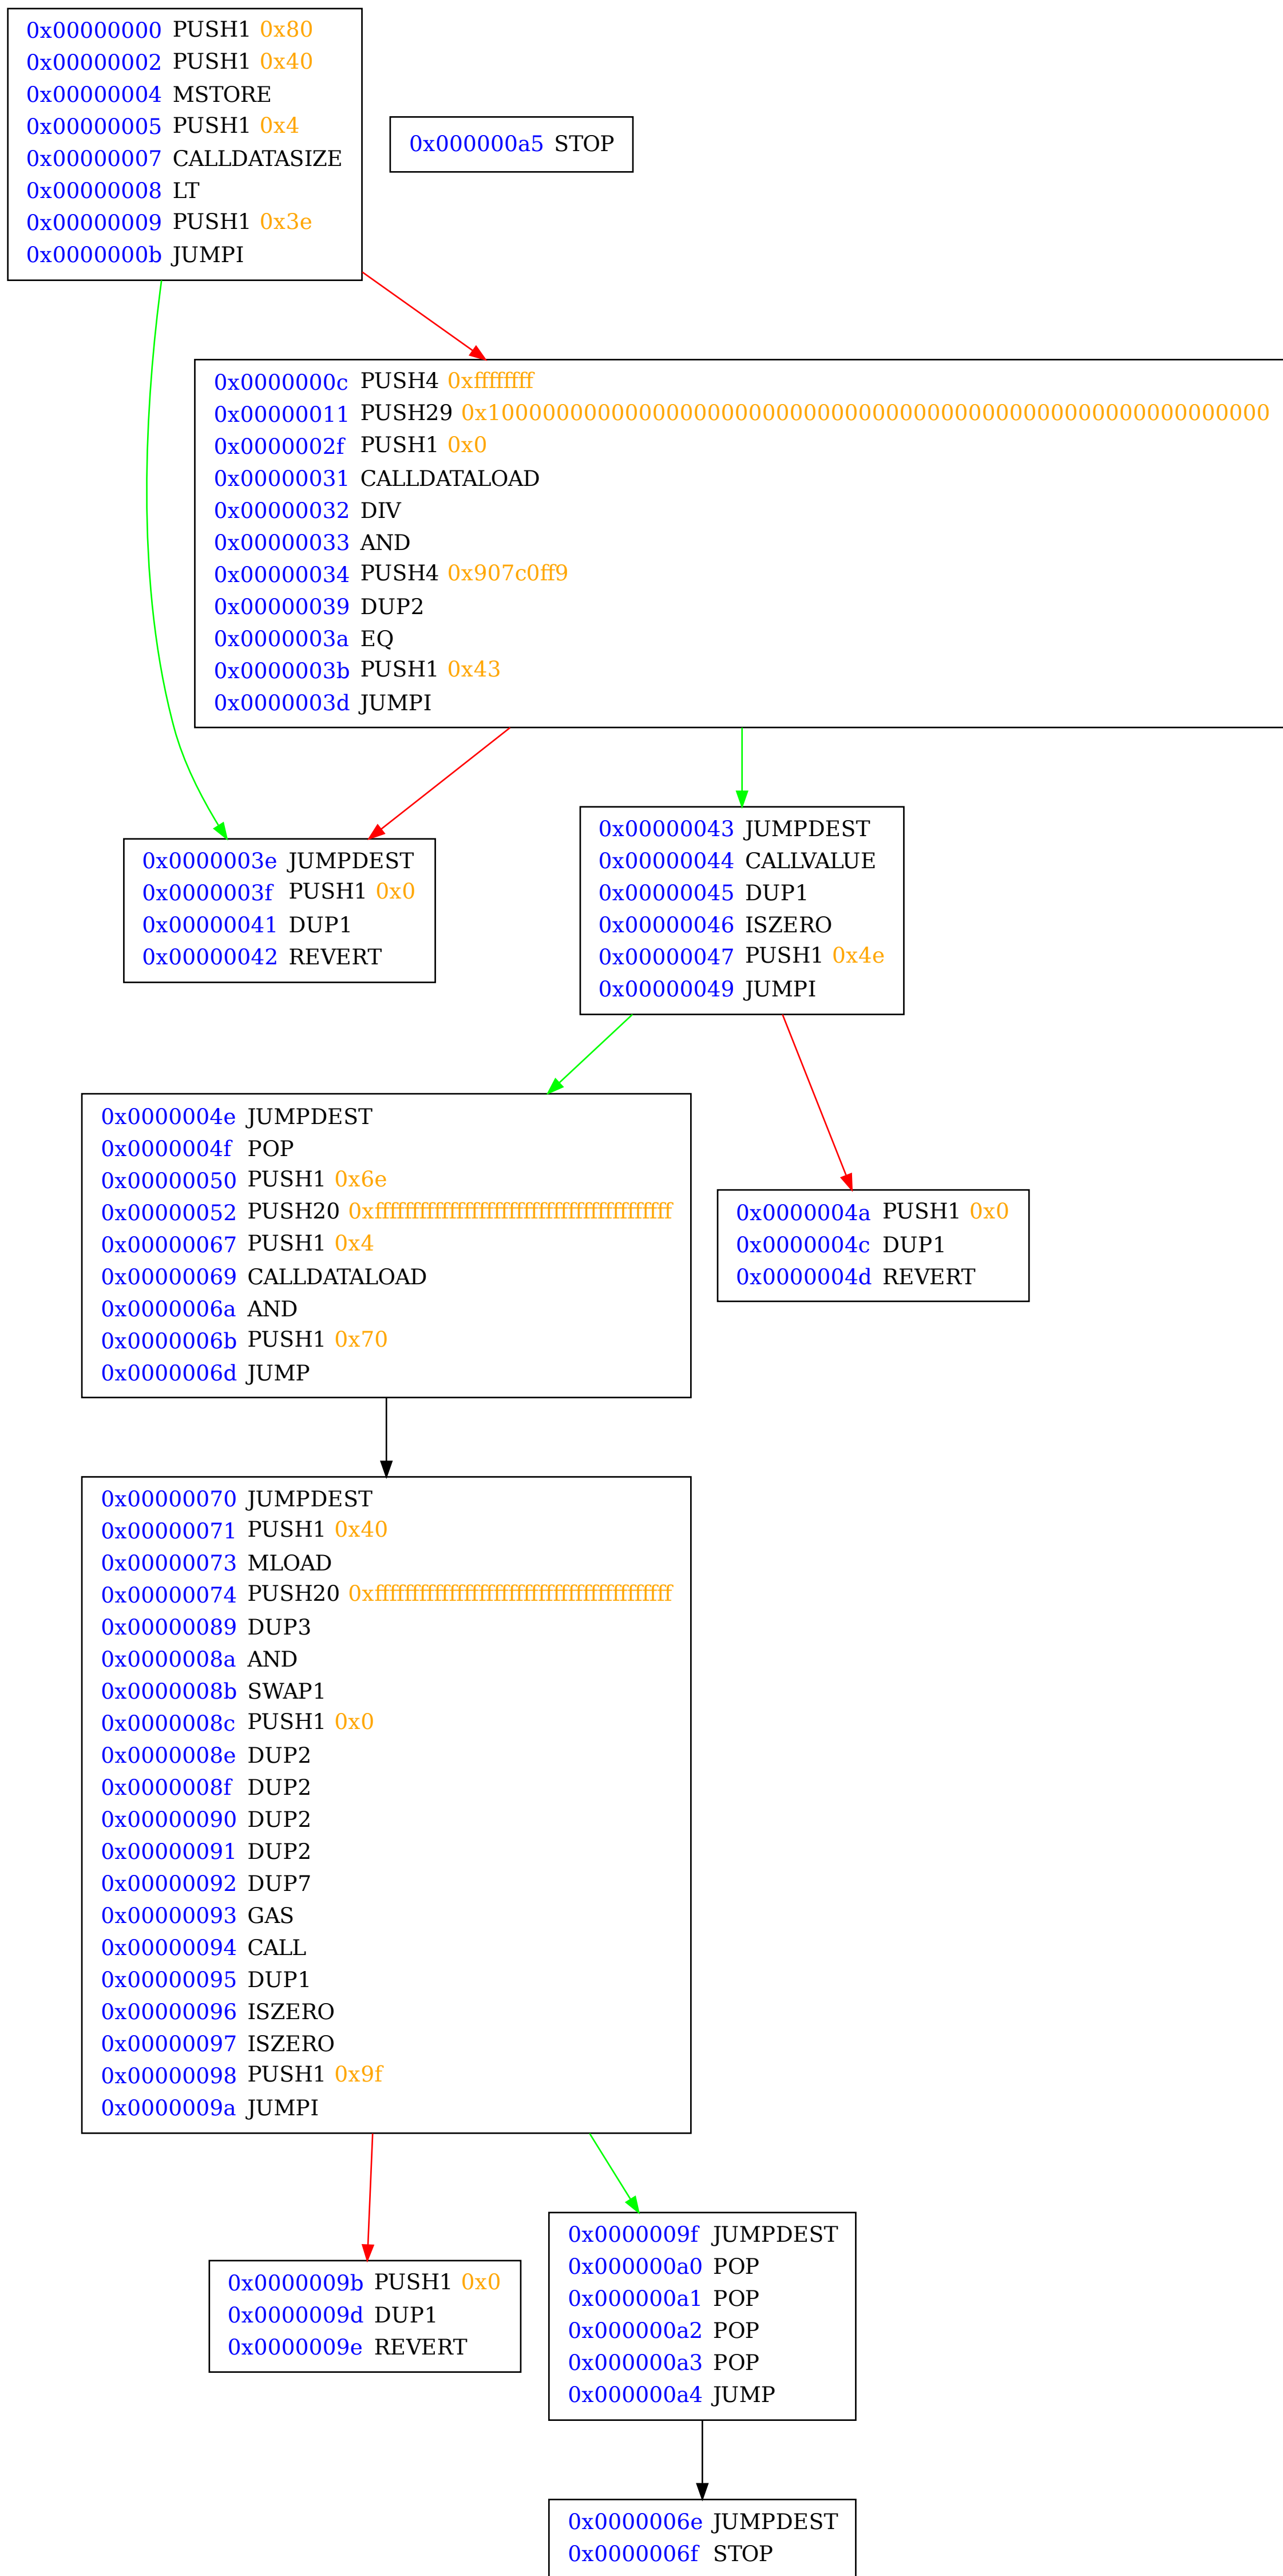 0x00000000 PUSH1 0x80
0x00000002 PUSH1 0x40
0x00000004 MSTORE
0x00000005 PUSH1 0x4
0x00000007 CALLDATASIZE
0x00000008 LT
0x00000009 PUSH1 0x3e
0x0000000b JUMPI
0x000000a5 STOP
0x0000000c PUSH4 0xffffffff
0x00000011 PUSH29 0x100000000000000000000000000000000000000000000000000000000
0x0000002f PUSH1 0x0
0x00000031 CALLDATALOAD
0x00000032 DIV
0x00000033 AND
0x00000034 PUSH4 0x907c0ff9
0x00000039 DUP2
0x0000003a EQ
0x0000003b PUSH1 0x43
0x0000003d JUMPI
0x0000003e JUMPDEST
0x0000003f PUSH1 0x0
0x00000041 DUP1
0x00000042 REVERT
0x00000043 JUMPDEST
0x00000044 CALLVALUE
0x00000045 DUP1
0x00000046 ISZERO
0x00000047 PUSH1 0x4e
0x00000049 JUMPI
0x0000004e JUMPDEST
0x0000004f POP
0x00000050 PUSH1 0x6e
0x00000052 PUSH20 0xffffffffffffffffffffffffffffffffffffffff
0x00000067 PUSH1 0x4
0x00000069 CALLDATALOAD
0x0000006a AND
0x0000006b PUSH1 0x70
0x0000006d JUMP
0x0000004a PUSH1 0x0
0x0000004c DUP1
0x0000004d REVERT
0x00000070 JUMPDEST
0x00000071 PUSH1 0x40
0x00000073 MLOAD
0x00000074 PUSH20 0xffffffffffffffffffffffffffffffffffffffff
0x00000089 DUP3
0x0000008a AND
0x0000008b SWAP1
0x0000008c PUSH1 0x0
0x0000008e DUP2
0x0000008f DUP2
0x00000090 DUP2
0x00000091 DUP2
0x00000092 DUP7
0x00000093 GAS
0x00000094 CALL
0x00000095 DUP1
0x00000096 ISZERO
0x00000097 ISZERO
0x00000098 PUSH1 0x9f
0x0000009a JUMPI
0x0000009b PUSH1 0x0
0x0000009d DUP1
0x0000009e REVERT
0x0000009f JUMPDEST
0x000000a0 POP
0x000000a1 POP
0x000000a2 POP
0x000000a3 POP
0x000000a4 JUMP
0x0000006e JUMPDEST
0x0000006f STOP